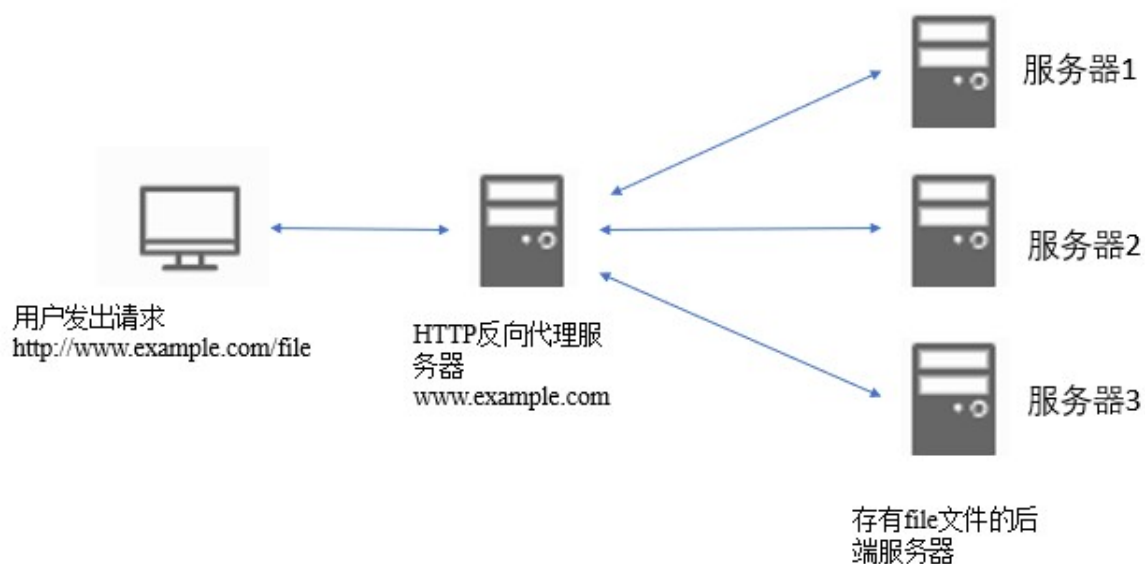 服务器1
服务器2
用户发出请求
http://www.example.com/file
HTTP反向代理服
务器
www.example.com
服务器3
存有file文件的后
端服务器